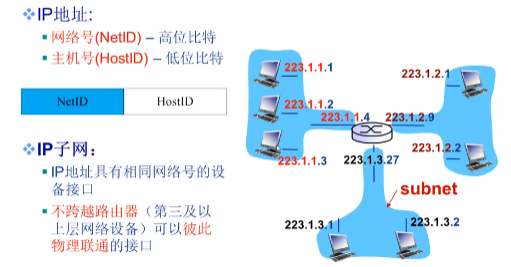 IP地址:
网络号(NetID) – 高位比特
主机号(HostID) – 低位比特
NetID HostID
IP子网：
IP地址具有相同网络号的设
备接口
不跨越路由器（第三及以
上层网络设备）可以彼此
物理联通的接口
223.1.1.1
223.1.1.2
223.1.1.3
223.1.1.4
223.1.2.9
223.1.2.1
223.1.2.2
223.1.3.27
subnet
223.1.3.1
223.1.3.2